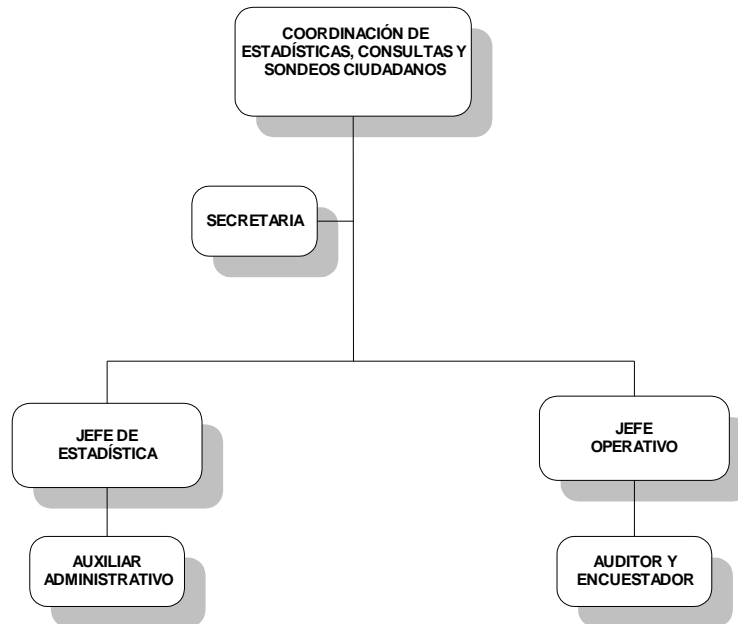 COORDINACIÓN DE
ESTADÍSTICAS, CONSULTAS Y
SONDEOS CIUDADANOS
SECRETARIA
JEFE DE
ESTADÍSTICA
JEFE
OPERATIVO
AUXILIAR
ADMINISTRATIVO
AUDITOR Y
ENCUESTADOR